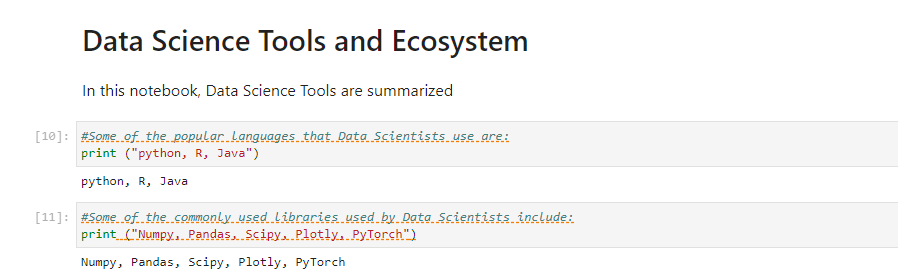 Data Science Tools and Ecosystem
In this notebook, Data Science Tools are summarized
[10]: #Some of the popular languages that Data Scientists use are:
print ("python, R, Java")
python, R, Java
[11]: #Some of the commonly used libraries used by Data Scientists include:
print ("Numpy, Pandas, Scipy, Plotly, PyTorch")
Numpy, Pandas, Scipy, Plotly, PyTorch